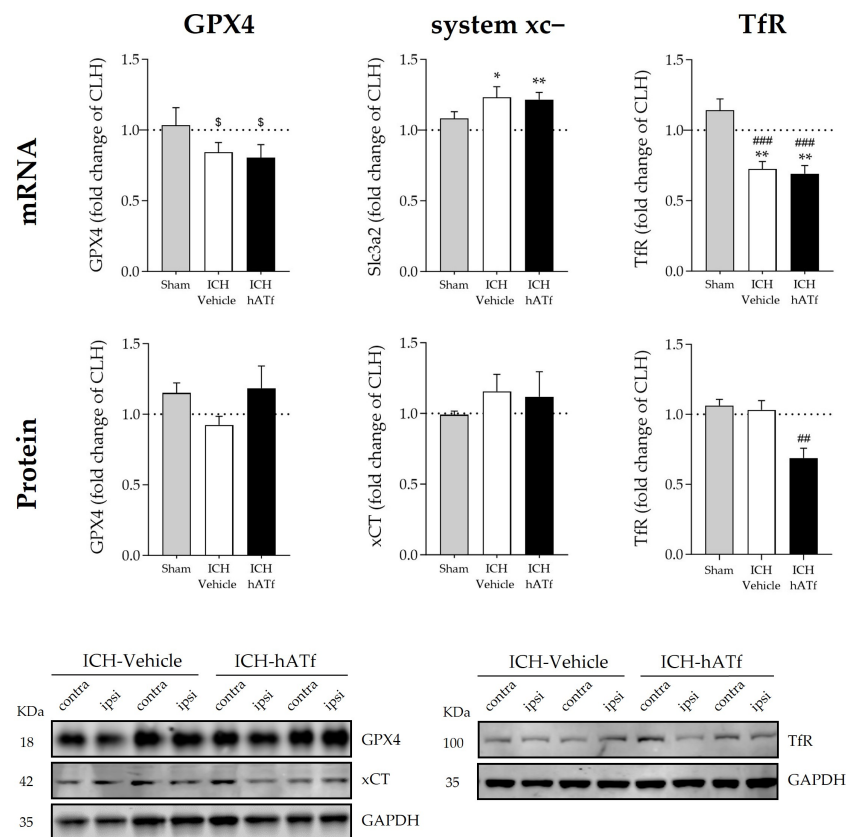 GPX4 system xc− TfR
mRNA
GPX4 (fold change of CLH)
1.5
1.0
0.5
0.0
$ $
Sham ICH ICH
Vehicle hATf
Slc3a2 (fold change of CLH)
1.5
1.0
0.5
0.0
* **
Sham ICH ICH
Vehicle hATf
TfR (fold change of CLH)
1.5
1.0
0.5
0.0
### ###
** **
Sham ICH ICH
Vehicle hATf
Protein
GPX4 (fold change of CLH)
1.5
1.0
0.5
0.0
Sham ICH ICH
Vehicle hATf
xCT (fold change of CLH)
1.5
1.0
0.5
0.0
Sham ICH ICH
Vehicle hATf
TfR (fold change of CLH)
1.5
1.0
0.5
0.0
##
Sham ICH ICH
Vehicle hATf
ICH-Vehicle ICH-hATf
contra ipsi contra ipsi contra ipsi contra ipsi
KDa
18 GPX4
42 xCT
35 GAPDH
ICH-Vehicle ICH-hATf
contra ipsi contra ipsi contra ipsi contra ipsi
KDa
100 TfR
35 GAPDH